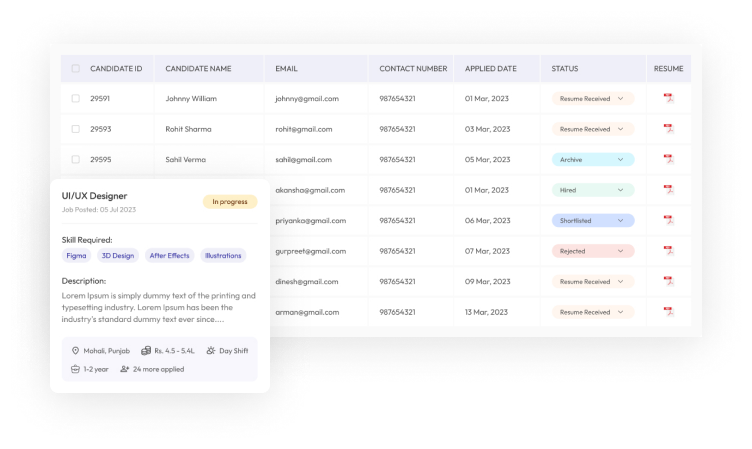 CANDIDATE ID CANDIDATE NAME EMAIL CONTACT NUMBER APPLIED DATE STATUS RESUME
29591 Johnny William johnny@gmail.com 987654321 01 Mar, 2023 Resume Received
29593 Rohit Sharma rohit@gmail.com 987654321 03 Mar, 2023 Resume Received
29595 Sahil Verma sahil@gmail.com 987654321 05 Mar, 2023 Archive
akansha@gmail.com 987654321 01 Mar, 2023 Hired
priyanka@gmail.com 987654321 06 Mar, 2023 Shortlisted
gurpreet@gmail.com 987654321 07 Mar, 2023 Rejected
dinesh@gmail.com 987654321 09 Mar, 2023 Resume Received
arman@gmail.com 987654321 13 Mar, 2023 Resume Received
UI/UX Designer In progress
Job Posted: 05 Jul 2023
Skill Required:
Figma 3D Design After Effects Illustrations
Description:
Lorem Ipsum is simply dummy text of the printing and
typesetting industry. Lorem Ipsum has been the
industry's standard dummy text ever since....
Mohali, Punjab Rs. 4.5 - 5.4L Day Shift
1-2 year 24 more applied